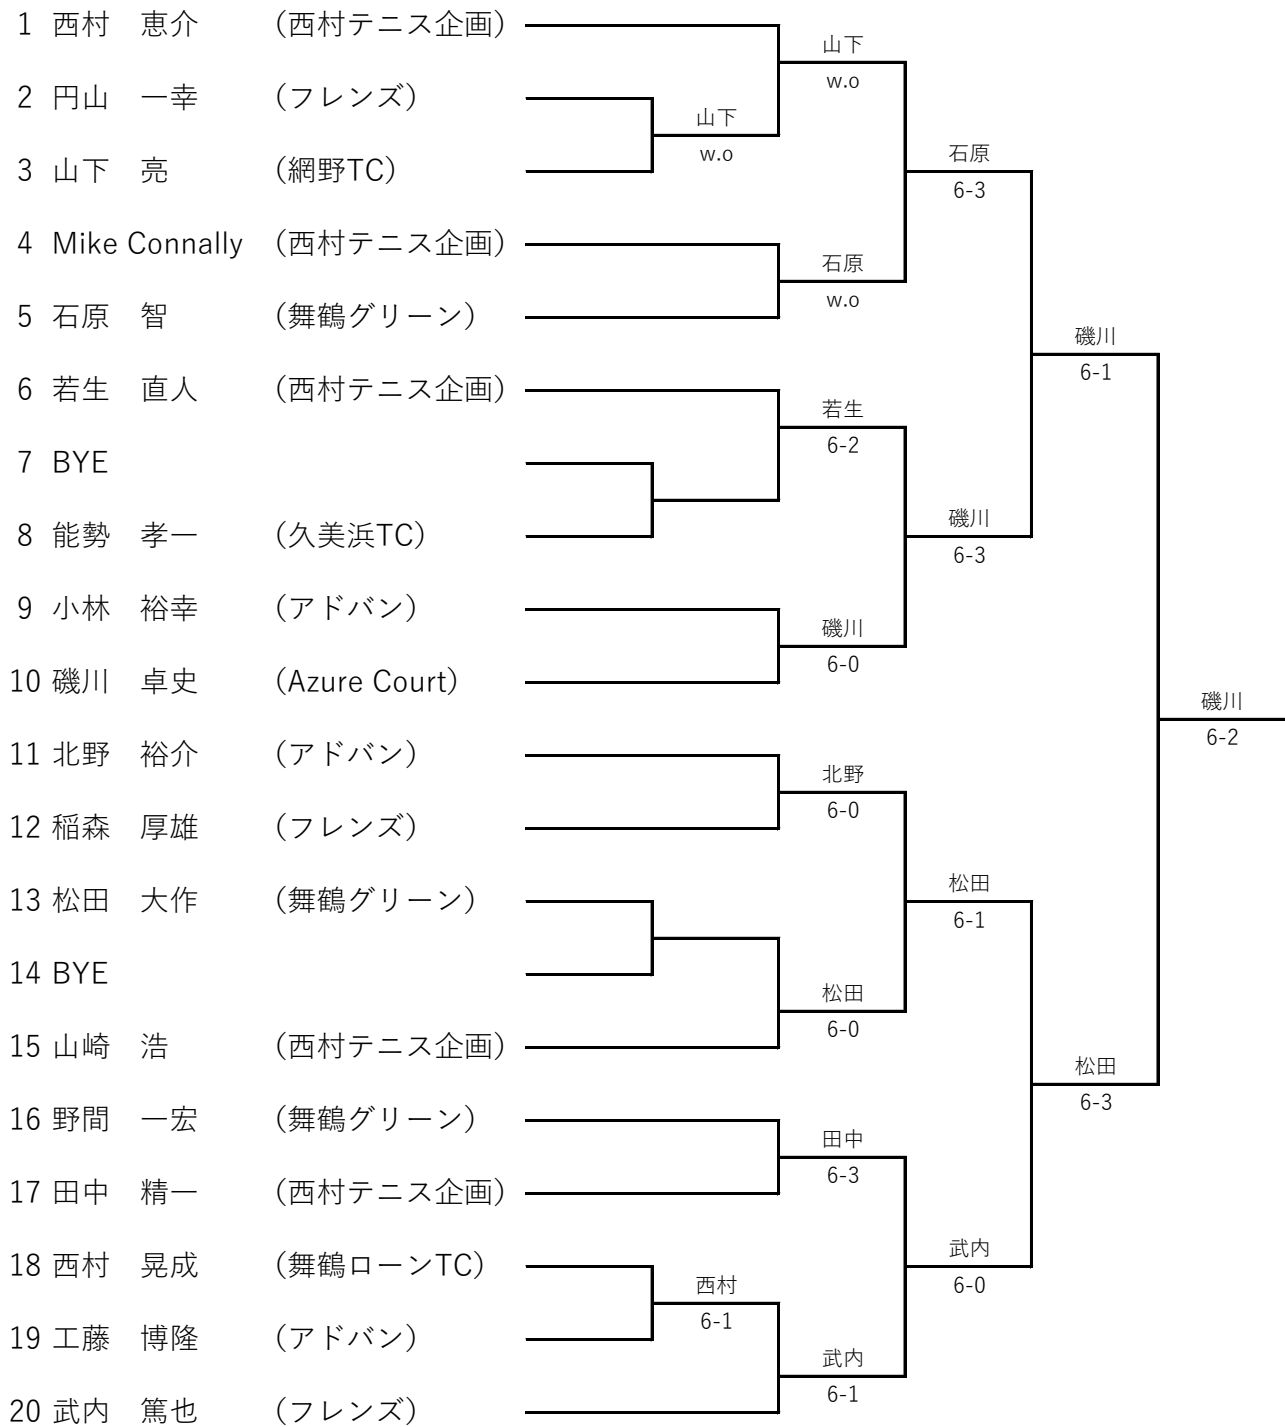 1 西村　恵介 （西村テニス企画）
山下
w.o
2 円山　一幸 （フレンズ）
山下
w.o
3 山下　亮 （網野TC）
石原
6-3
4 Mike Connally （西村テニス企画）
石原
w.o
5 石原　智 （舞鶴グリーン）
磯川
6-1
6 若生　直人 （西村テニス企画）
若生
6-2
7 BYE
8 能勢　孝一 （久美浜TC）
磯川
6-3
9 小林　裕幸 （アドバン）
磯川
6-0
10 磯川　卓史 （Azure Court）
磯川
6-2
11 北野　裕介 （アドバン）
北野
6-0
12 稲森　厚雄 （フレンズ）
13 松田　大作 （舞鶴グリーン）
松田
6-1
14 BYE
松田
6-0
15 山崎　浩 （西村テニス企画）
松田
6-3
16 野間　一宏 （舞鶴グリーン）
田中
6-3
17 田中　精一 （西村テニス企画）
18 西村　晃成 （舞鶴ローンTC）
武内
6-0
西村
6-1
19 工藤　博隆 （アドバン）
武内
6-1
20 武内　篤也 （フレンズ）